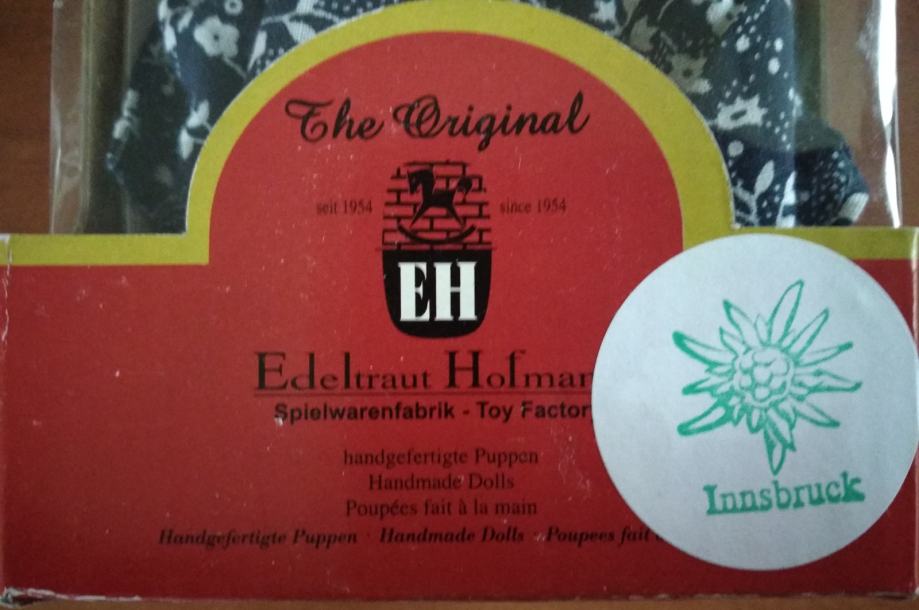 The Original
seit 1954 since 1954
EH
Edeltraut Hofman
Spielwarenfabrik - Toy Factor
handgefertigte Puppen
Handmade Dolls
Poupées fait à la main
Handgefertigte Puppen · Handmade Dolls · Poupees fait
Innsbruck